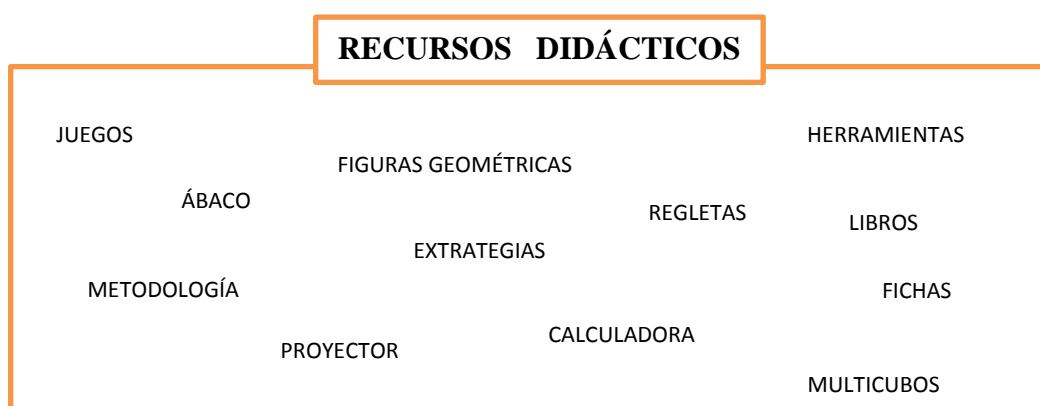 RECURSOS DIDÁCTICOS
JUEGOS
HERRAMIENTAS
FIGURAS GEOMÉTRICAS
ÁBACO
REGLETAS
LIBROS
EXTRATEGIAS
METODOLOGÍA
FICHAS
CALCULADORA
PROYECTOR
MULTICUBOS